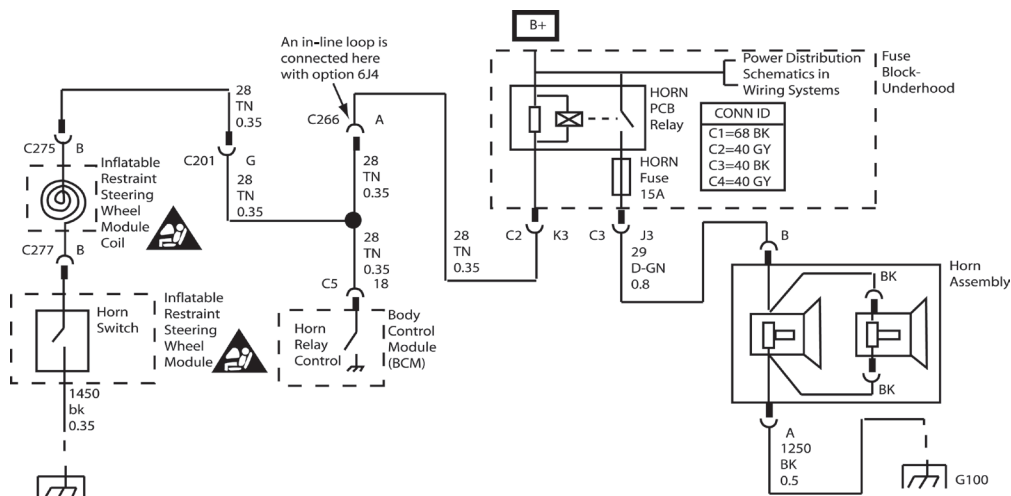 B+
An in-line loop is
connected here
with option 6J4
Power Distribution
Schematics in
Wiring Systems
Fuse
Block-
Underhood
28
TN
0.35
HORN
PCB
Relay
CONN ID
C1=68 BK
C2=40 GY
C3=40 BK
C4=40 GY
C266 A
C275 B
C201 G
28
TN
0.35
28
TN
0.35
HORN
Fuse
15A
Inflatable
Restraint
Steering
Wheel
Module
Coil
C277 B
28
TN
0.35
C5 18
28
TN
0.35
C2 K3
C3 J3
29
D-GN
0.8
B
Horn
Assembly
BK
BK
Horn
Switch
Inflatable
Restraint
Steering
Wheel
Module
Horn
Relay
Control
Body
Control
Module
(BCM)
1450
bk
0.35
A
1250
BK
0.5
G100